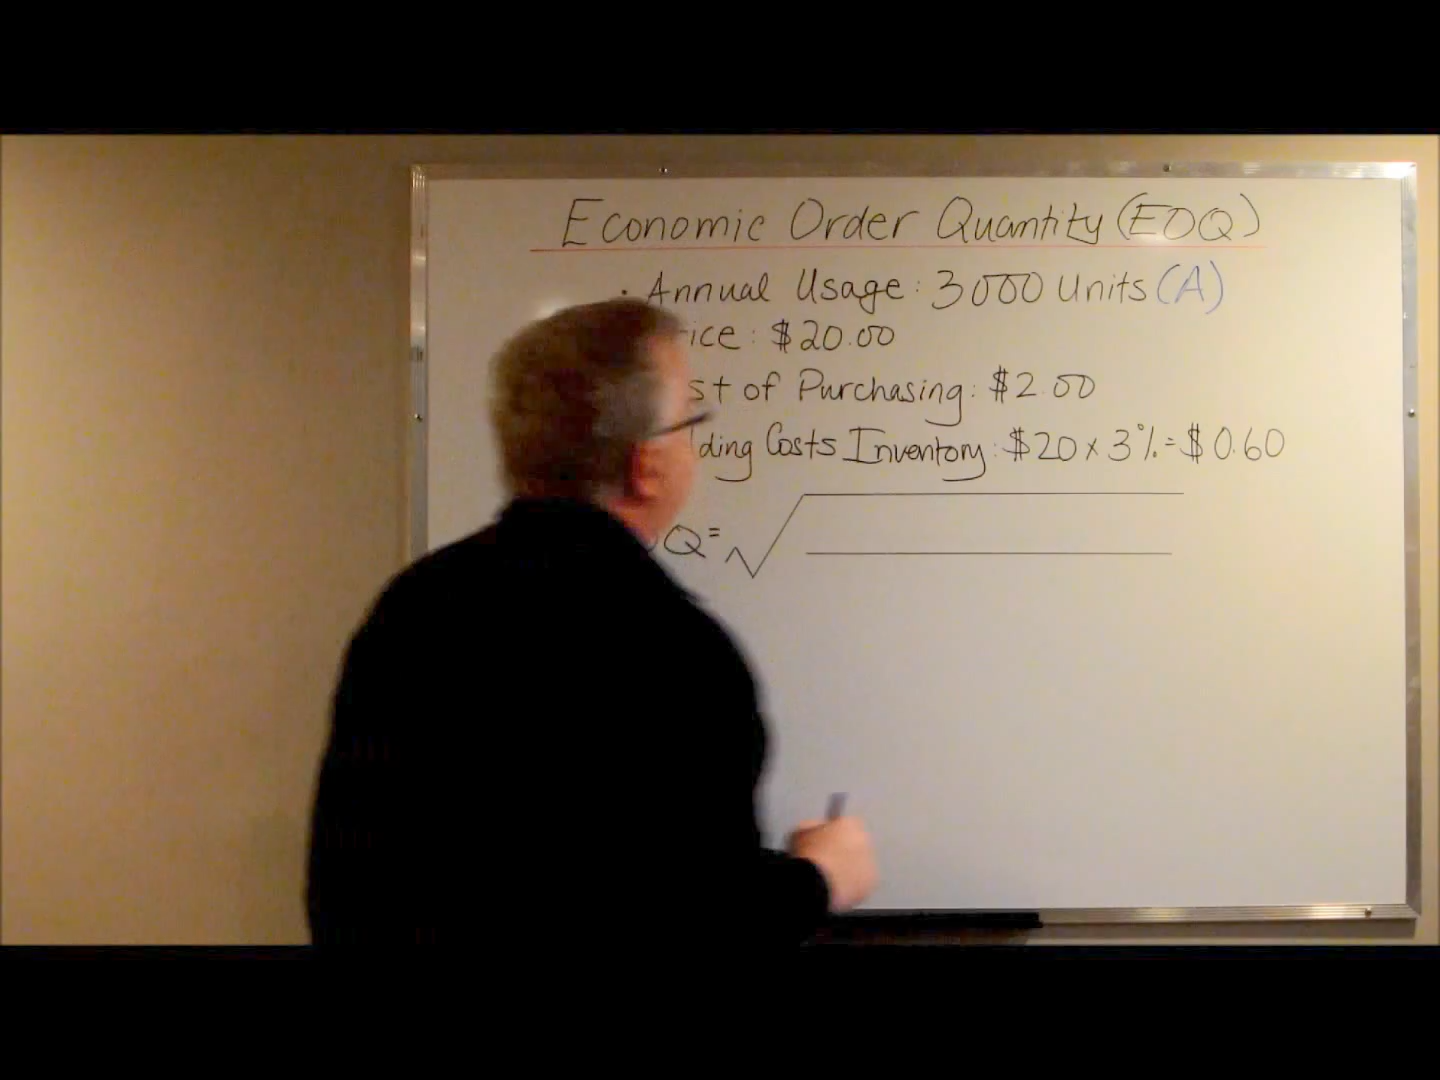 Economic Order Quantity (EOQ)
· Annual Usage: 3000 Units (A)
ice: $20.00
st of Purchasing: $2.00
ding Costs Inventory: $20 x 3% = $0.60
Q = √